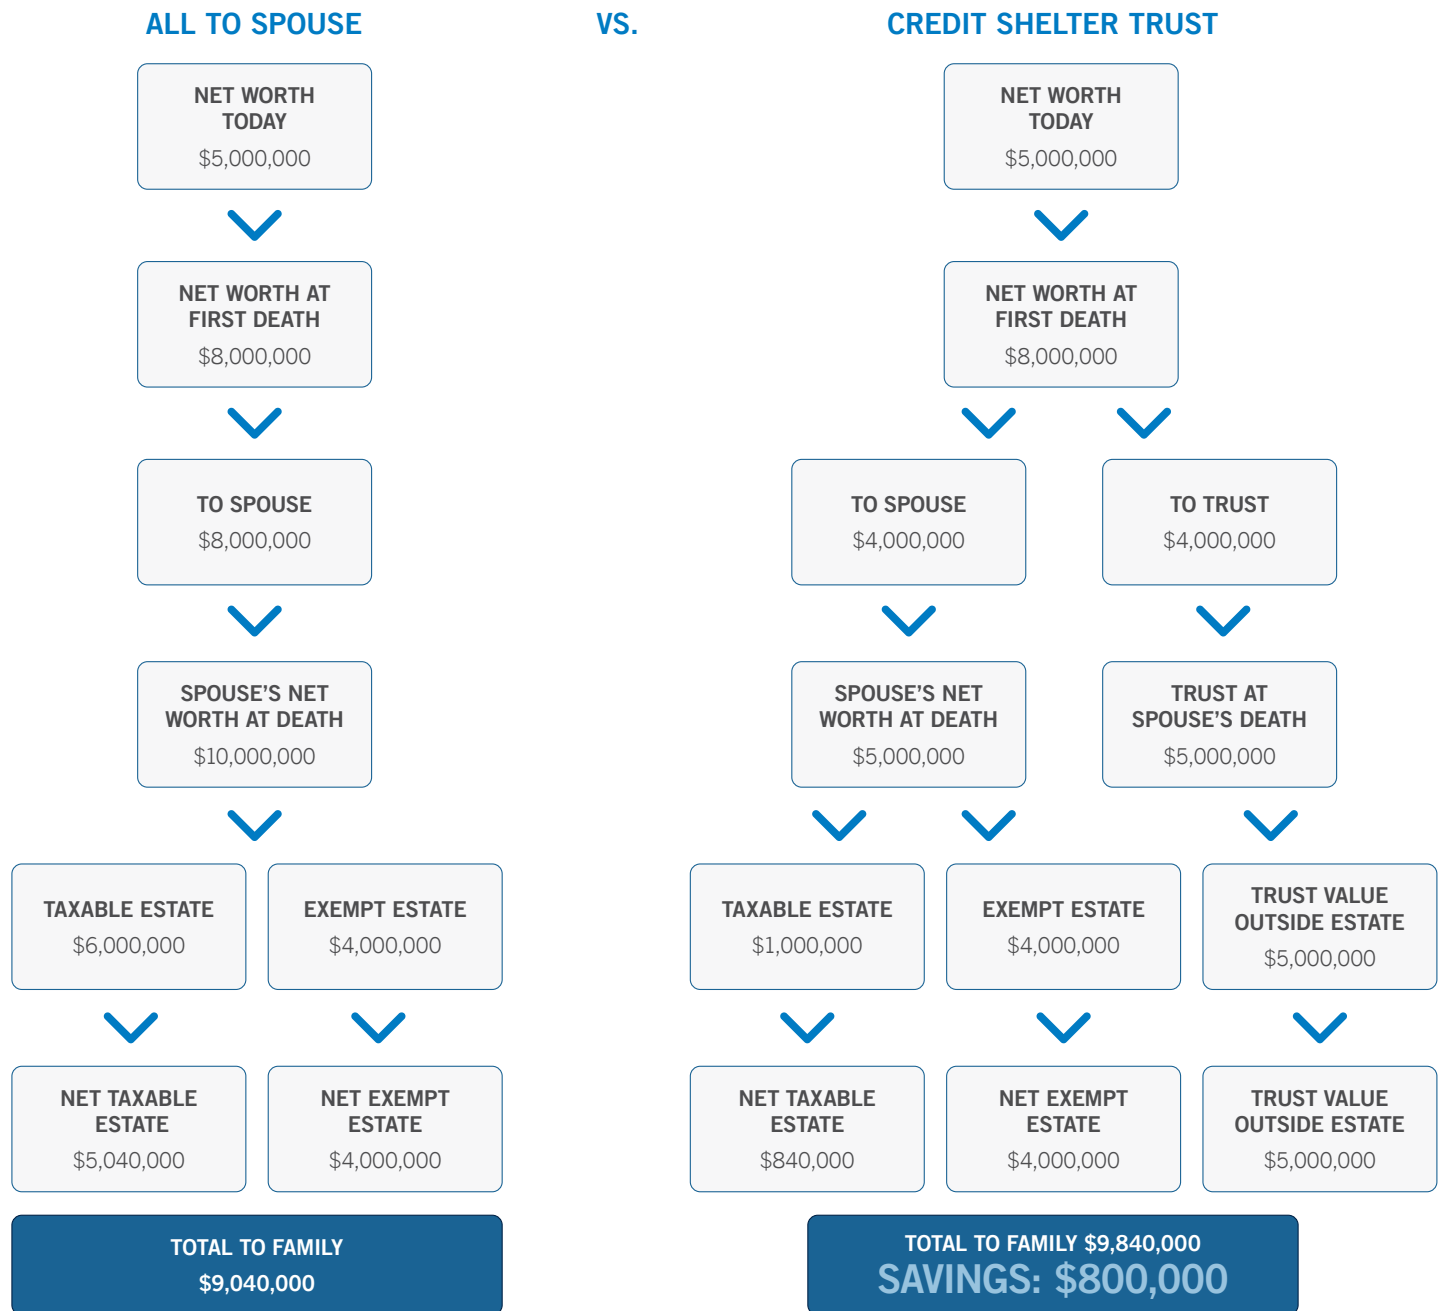 ALL TO SPOUSE
VS.
CREDIT SHELTER TRUST
NET WORTH
TODAY
$5,000,000
NET WORTH AT
FIRST DEATH
$8,000,000
TO SPOUSE
$8,000,000
SPOUSE’S NET
WORTH AT DEATH
$10,000,000
TAXABLE ESTATE
$6,000,000
EXEMPT ESTATE
$4,000,000
NET TAXABLE
ESTATE
$5,040,000
NET EXEMPT
ESTATE
$4,000,000
TOTAL TO FAMILY
$9,040,000
NET WORTH
TODAY
$5,000,000
NET WORTH AT
FIRST DEATH
$8,000,000
TO SPOUSE
$4,000,000
TO TRUST
$4,000,000
SPOUSE’S NET
WORTH AT DEATH
$5,000,000
TRUST AT
SPOUSE’S DEATH
$5,000,000
TAXABLE ESTATE
$1,000,000
EXEMPT ESTATE
$4,000,000
TRUST VALUE
OUTSIDE ESTATE
$5,000,000
NET TAXABLE
ESTATE
$840,000
NET EXEMPT
ESTATE
$4,000,000
TRUST VALUE
OUTSIDE ESTATE
$5,000,000
TOTAL TO FAMILY $9,840,000
SAVINGS: $800,000